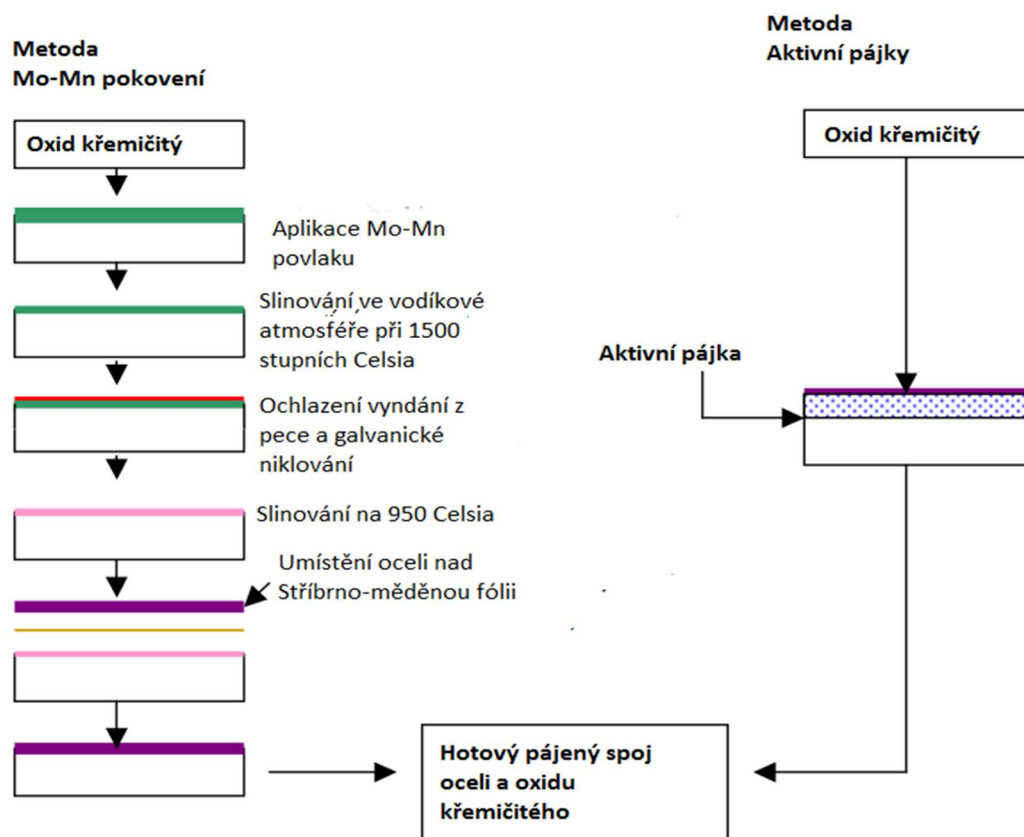 Metoda
Mo-Mn pokovení
Oxid křemičitý
Aplikace Mo-Mn
povlaku
Slinování ve vodíkové
atmosféře při 1500
stupních Celsia
Ochlazení vyndání z
pece a galvanické
niklování
Slinování na 950 Celsia
Umístění oceli nad
Stříbrno-měděnou fólii
Metoda
Aktivní pájky
Oxid křemičitý
Aktivní pájka
Hotový pájený spoj
oceli a oxidu
křemičitého